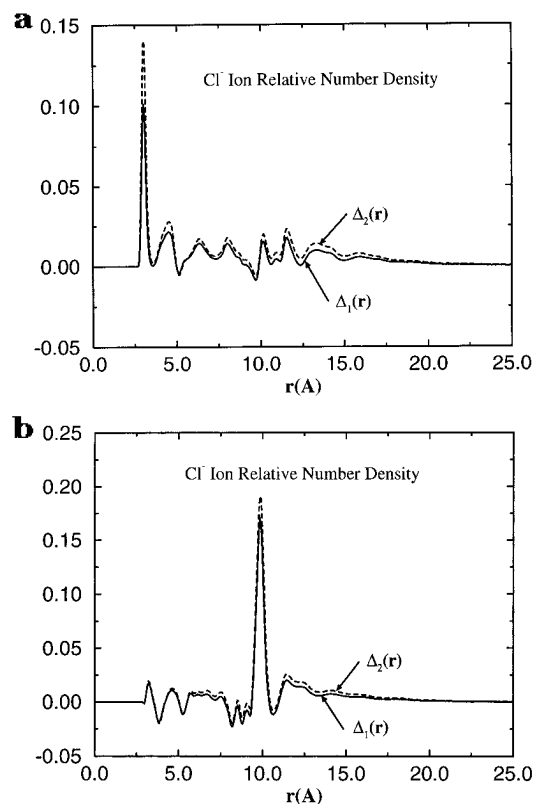 a
0.15
Cl⁻ Ion Relative Number Density
0.10
0.05
Δ₂(r)
0.00
Δ₁(r)
-0.05
0.0 5.0 10.0 15.0 20.0 25.0
r(A)
b
0.25
Cl⁻ Ion Relative Number Density
0.20
0.15
0.10
0.05
Δ₂(r)
0.00
Δ₁(r)
-0.05
0.0 5.0 10.0 15.0 20.0 25.0
r(A)